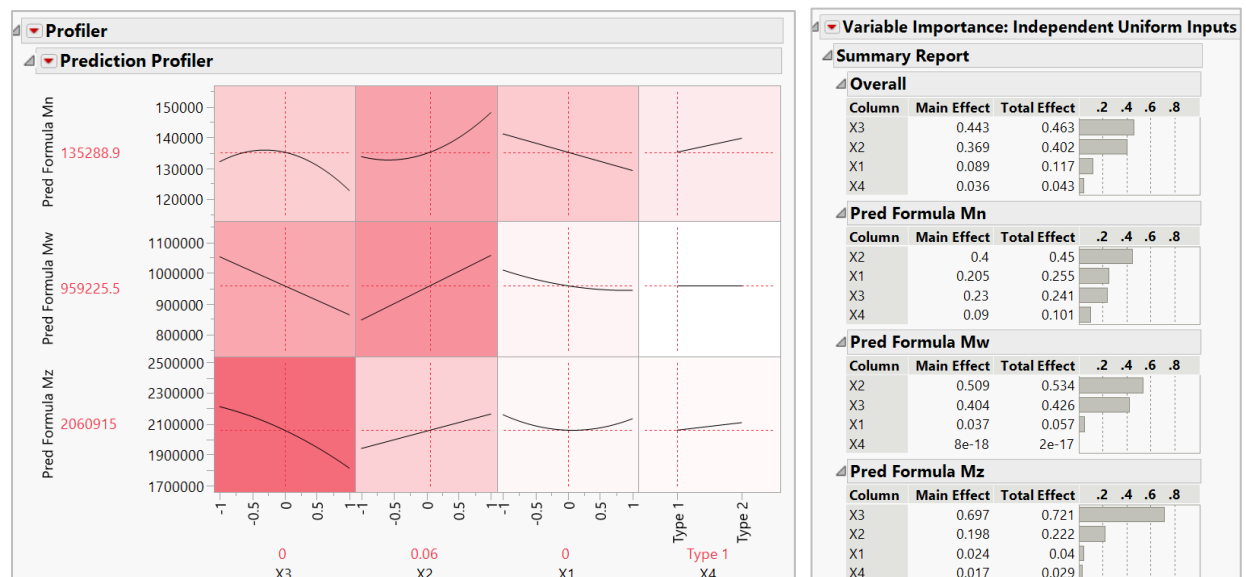 Profiler
Prediction Profiler
Pred Formula Mn
135288.9
150000
140000
130000
120000
Pred Formula Mw
959225.5
1100000
1000000
900000
800000
Pred Formula Mz
2060915
2500000
2300000
2100000
1900000
1700000
-1 -0.5 0 0.5 1 -1 -0.5 0 0.5 1 -1 -0.5 0 0.5 1 Type 1 Type 2
0 0.06 0 Type 1
X3 X2 X1 X4
Variable Importance: Independent Uniform Inputs
Summary Report
Overall
Column Main Effect Total Effect .2 .4 .6 .8
X3 0.443 0.463
X2 0.369 0.402
X1 0.089 0.117
X4 0.036 0.043
Pred Formula Mn
Column Main Effect Total Effect .2 .4 .6 .8
X2 0.4 0.45
X1 0.205 0.255
X3 0.23 0.241
X4 0.09 0.101
Pred Formula Mw
Column Main Effect Total Effect .2 .4 .6 .8
X2 0.509 0.534
X3 0.404 0.426
X1 0.037 0.057
X4 8e-18 2e-17
Pred Formula Mz
Column Main Effect Total Effect .2 .4 .6 .8
X3 0.697 0.721
X2 0.198 0.222
X1 0.024 0.04
X4 0.017 0.029